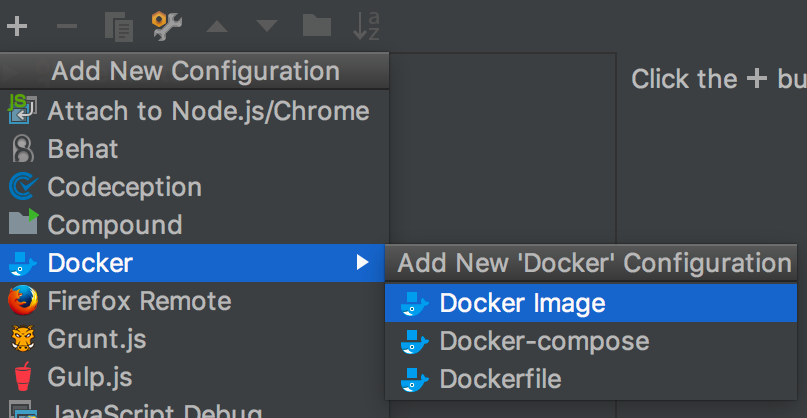 Add New Configuration
Click the + bu
Attach to Node.js/Chrome
Behat
Codeception
Compound
Docker
Add New 'Docker' Configuration
Firefox Remote
Docker Image
Grunt.js
Docker-compose
Gulp.js
Dockerfile
JavaScript Debug